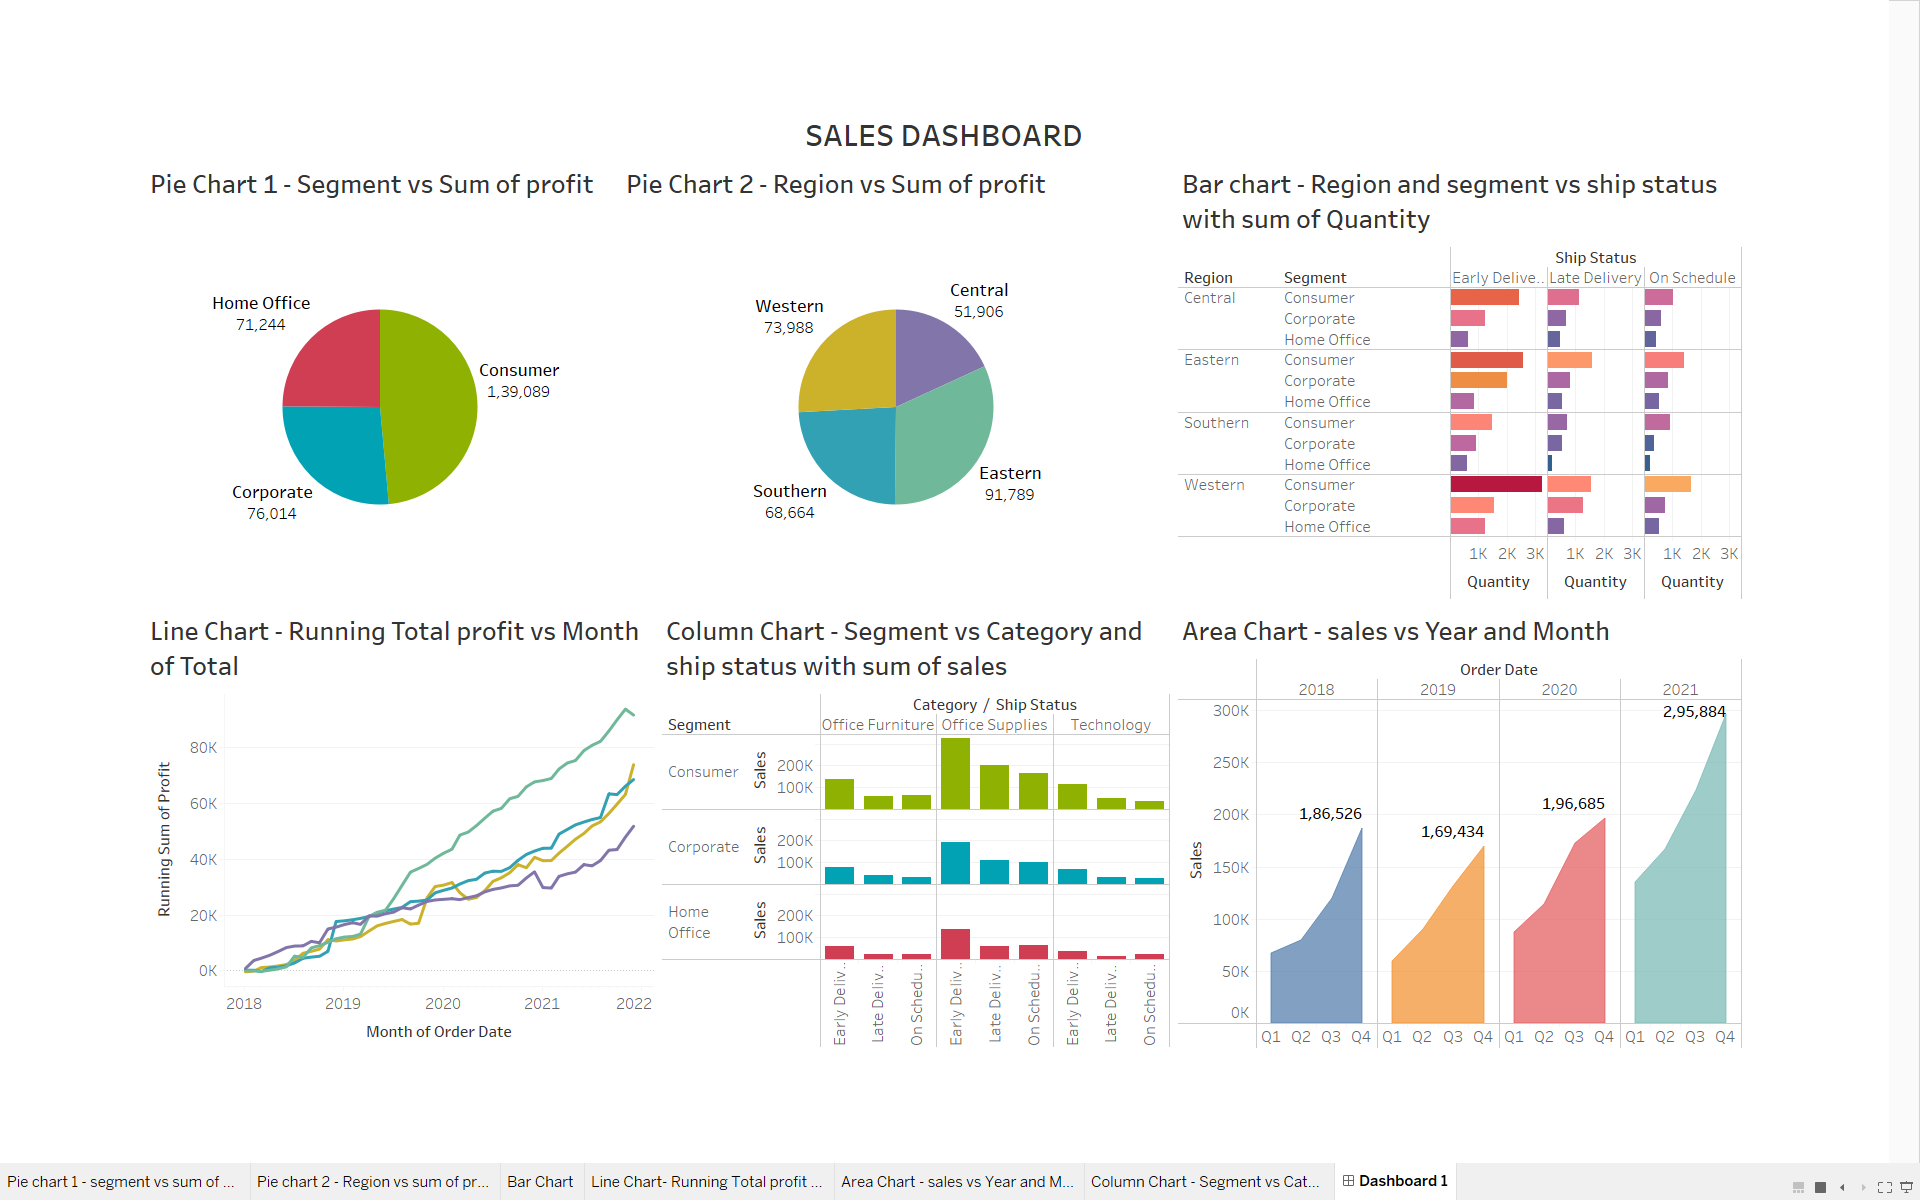 SALES DASHBOARD
Pie Chart 1 - Segment vs Sum of profit
Home Office
71,244
Consumer
1,39,089
Corporate
76,014
Pie Chart 2 - Region vs Sum of profit
Western
73,988
Central
51,906
Eastern
91,789
Southern
68,664
Bar chart - Region and segment vs ship status
with sum of Quantity
Ship Status
Region Segment Early Delive.. Late Delivery On Schedule
Central Consumer
Corporate
Home Office
Eastern Consumer
Corporate
Home Office
Southern Consumer
Corporate
Home Office
Western Consumer
Corporate
Home Office
1K 2K 3K 1K 2K 3K 1K 2K 3K
Quantity Quantity Quantity
Line Chart - Running Total profit vs Month
of Total
Running Sum of Profit
80K
60K
40K
20K
0K
2018 2019 2020 2021 2022
Month of Order Date
Column Chart - Segment vs Category and
ship status with sum of sales
Category / Ship Status
Segment Office Furniture Office Supplies Technology
Consumer Sales 200K 100K
Corporate Sales 200K 100K
Home Office Sales 200K 100K
Early Deliv.. Late Deliv.. On Schedu.. Early Deliv.. Late Deliv.. On Schedu.. Early Deliv.. Late Deliv.. On Schedu..
Area Chart - sales vs Year and Month
Order Date
2018 2019 2020 2021
Sales
300K
250K
200K
150K
100K
50K
0K
1,86,526
1,69,434
1,96,685
2,95,884
Q1 Q2 Q3 Q4 Q1 Q2 Q3 Q4 Q1 Q2 Q3 Q4 Q1 Q2 Q3 Q4
Pie chart 1 - segment vs sum of ... Pie chart 2 - Region vs sum of pr... Bar Chart Line Chart- Running Total profit ... Area Chart - sales vs Year and M... Column Chart - Segment vs Cat... Dashboard 1